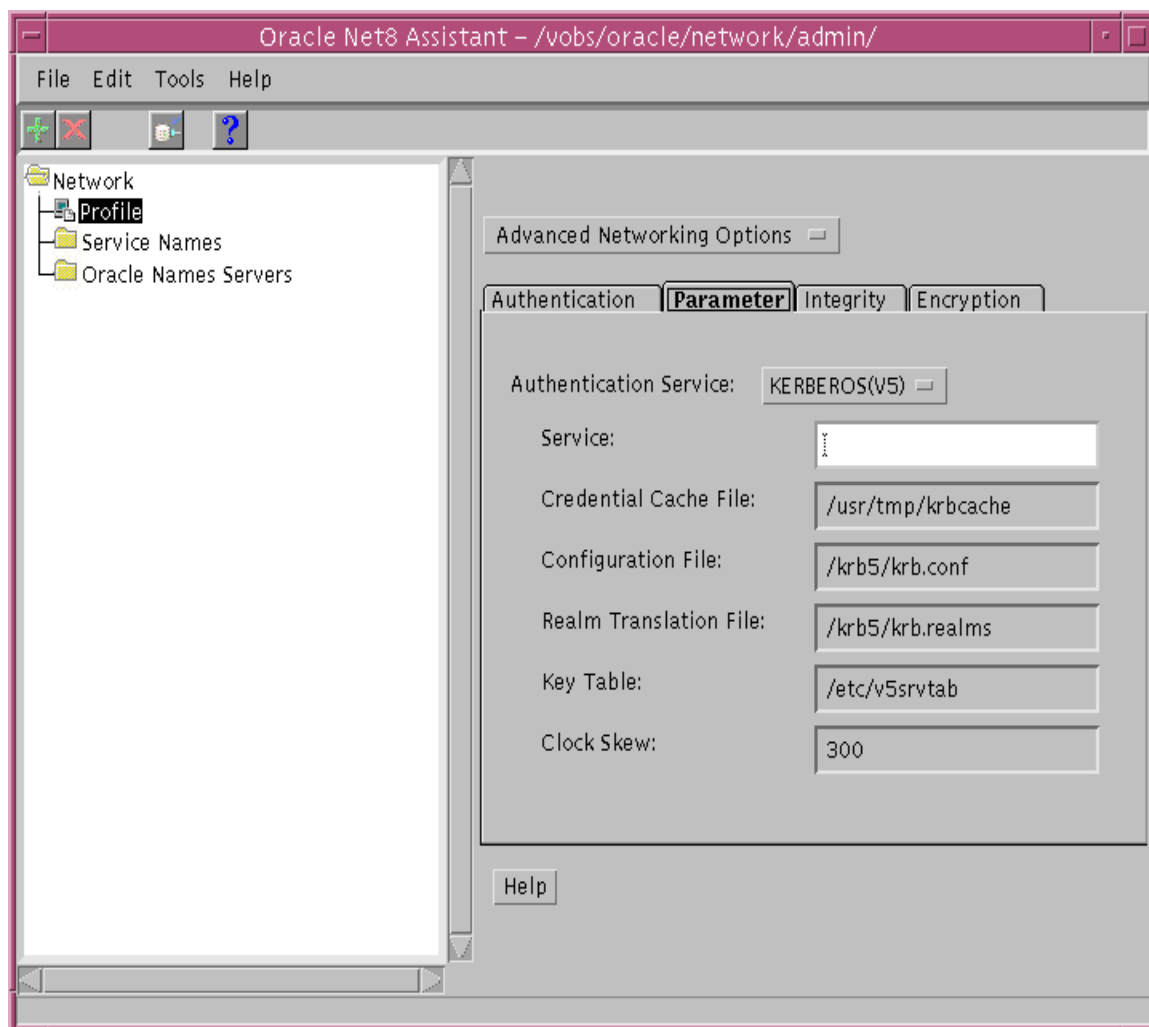 Oracle Net8 Assistant – /vobs/oracle/network/admin/
File Edit Tools Help
?
Network
Profile
Service Names
Oracle Names Servers
Advanced Networking Options
Authentication Parameter Integrity Encryption
Authentication Service: KERBEROS(V5)
Service:
Credential Cache File: /usr/tmp/krbcache
Configuration File: /krb5/krb.conf
Realm Translation File: /krb5/krb.realms
Key Table: /etc/v5srvtab
Clock Skew: 300
Help